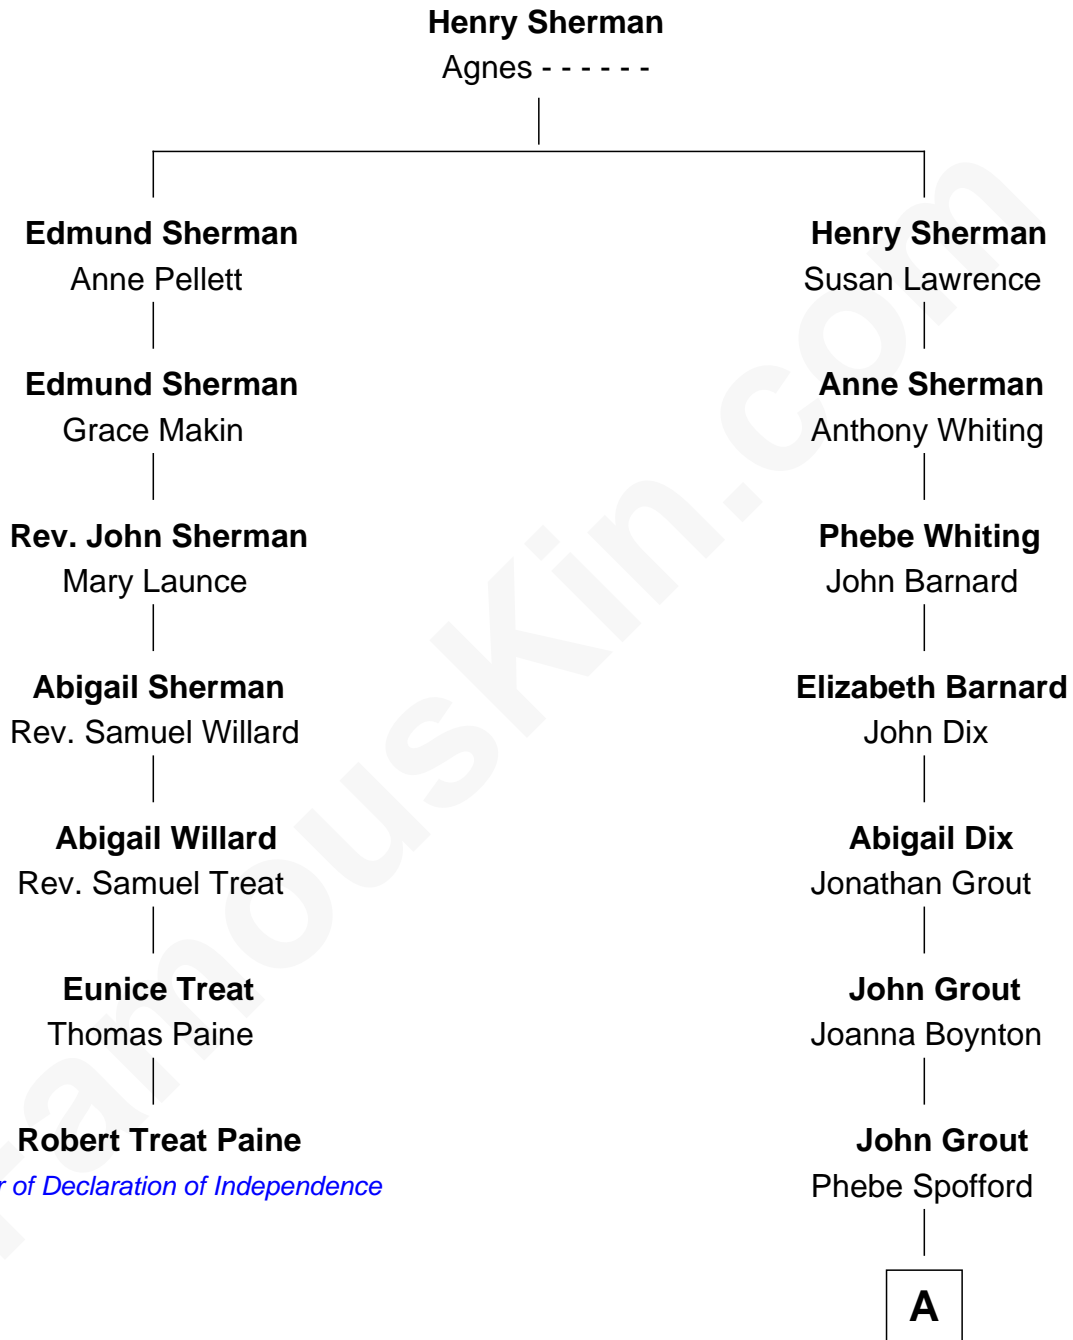 Henry Sherman
Agnes - - - - - -
Edmund Sherman
Anne Pellett
Henry Sherman
Susan Lawrence
Edmund Sherman
Grace Makin
Anne Sherman
Anthony Whiting
Rev. John Sherman
Mary Launce
Phebe Whiting
John Barnard
Abigail Sherman
Rev. Samuel Willard
Elizabeth Barnard
John Dix
Abigail Willard
Rev. Samuel Treat
Abigail Dix
Jonathan Grout
Eunice Treat
Thomas Paine
John Grout
Joanna Boynton
Robert Treat Paine
r of Declaration of Independence
John Grout
Phebe Spofford
A
FamousKin.com